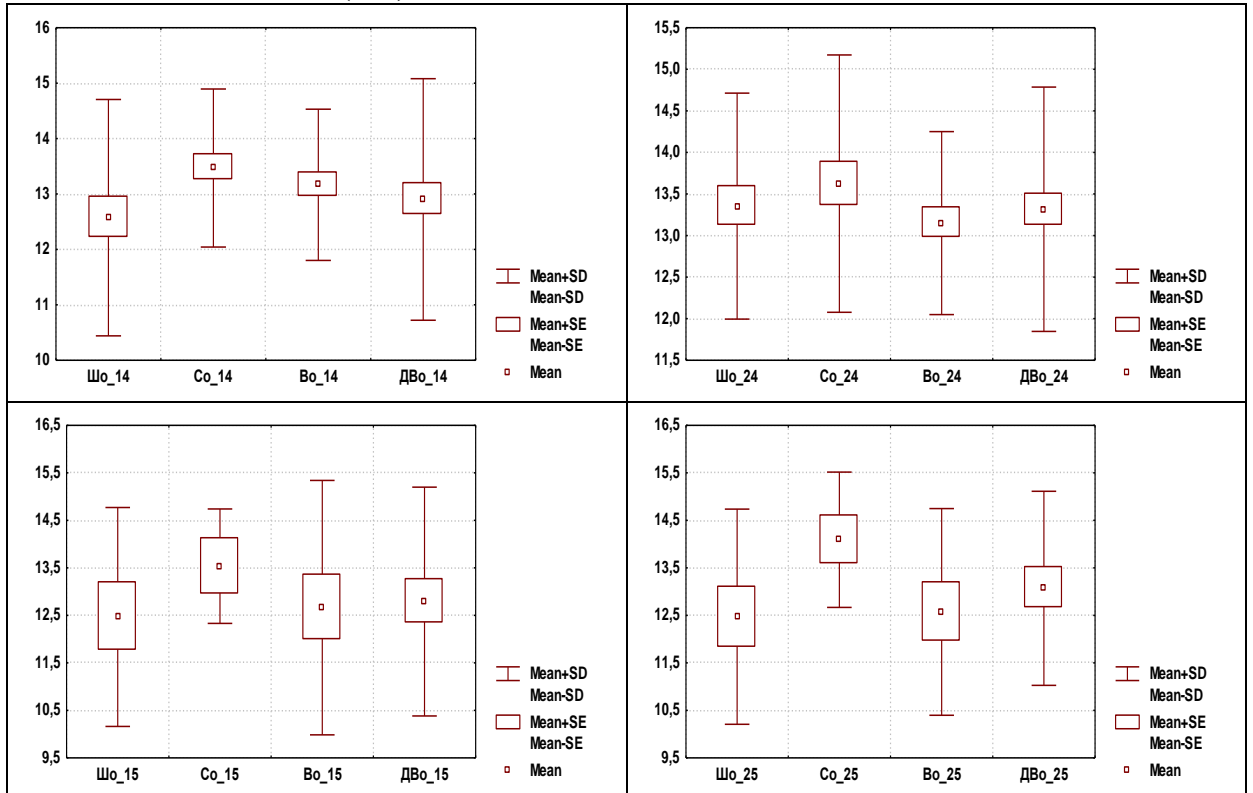 16
15
14
13
12
11
10
Шо_14 Со_14 Во_14 ДВо_14
Mean+SD
Mean-SD
Mean+SE
Mean-SE
Mean
15,5
15,0
14,5
14,0
13,5
13,0
12,5
12,0
11,5
Шо_24 Со_24 Во_24 ДВо_24
Mean+SD
Mean-SD
Mean+SE
Mean-SE
Mean
16,5
15,5
14,5
13,5
12,5
11,5
10,5
9,5
Шо_15 Со_15 Во_15 ДВо_15
Mean+SD
Mean-SD
Mean+SE
Mean-SE
Mean
16,5
15,5
14,5
13,5
12,5
11,5
10,5
9,5
Шо_25 Со_25 Во_25 ДВо_25
Mean+SD
Mean-SD
Mean+SE
Mean-SE
Mean